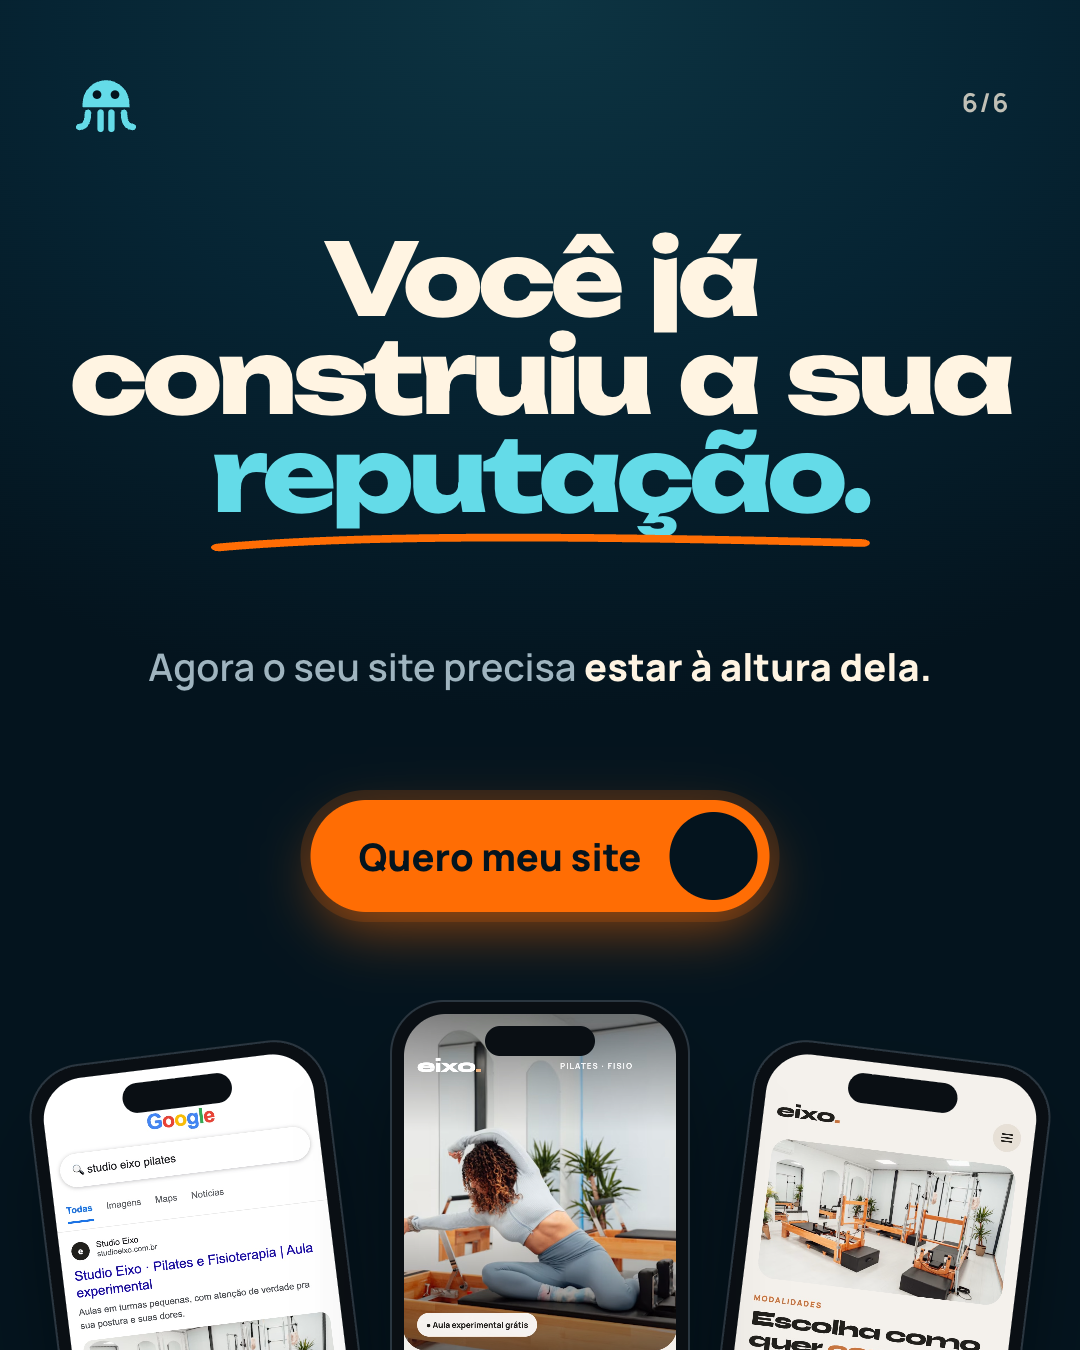 6/6
Você já
construiu a sua
reputação.
Agora o seu site precisa estar à altura dela.
Quero meu site
Google
studio eixo pilates
Todas Imagens Maps Notícias
e
Studio Eixo
studioeixo.com.br
Studio Eixo · Pilates e Fisioterapia | Aula
experimental
Aulas em turmas pequenas, com atenção de verdade pra
sua postura e suas dores.
eixo.
PILATES · FISIO
• Aula experimental grátis
eixo.
MODALIDADES
Escolha como
quer